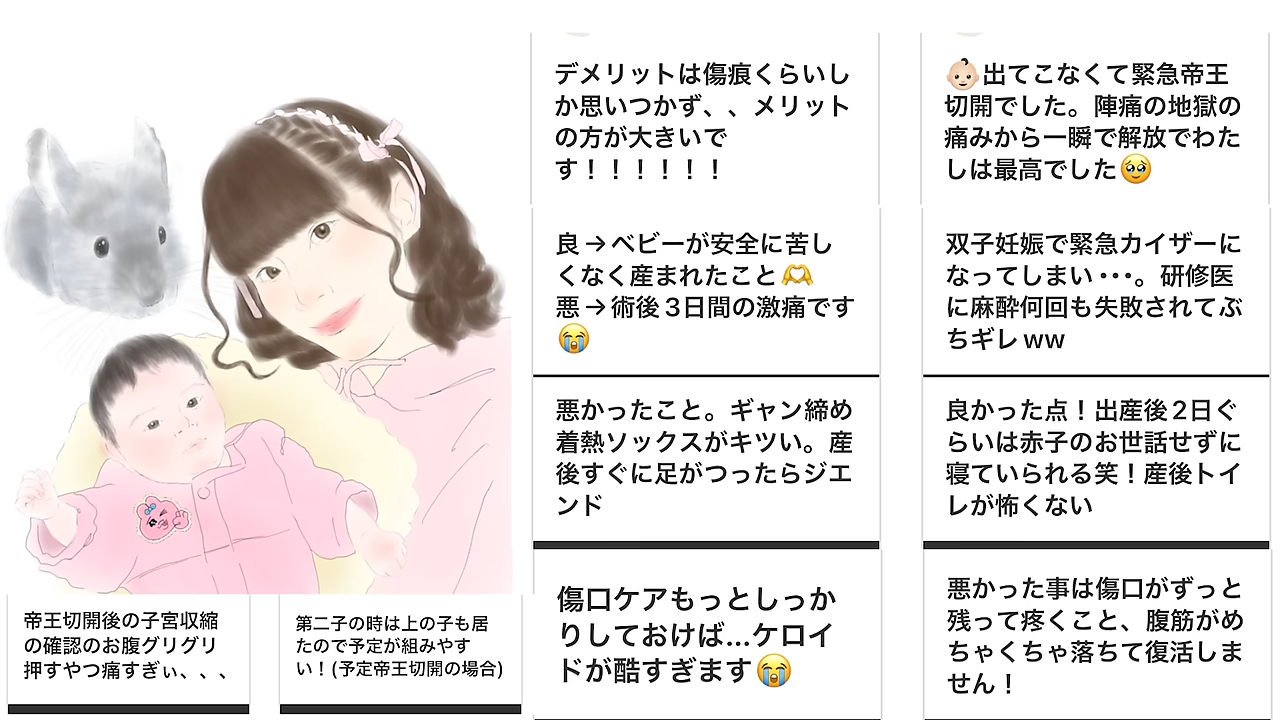 デメリットは傷痕くらいし
か思いつかず、、メリット
の方が大きいで
す！！！！！！
良→ベビーが安全に苦し
くなく産まれたこと🫶
悪→術後3日間の激痛です
😭
悪かったこと。ギャン締め
着熱ソックスがキツい。産
後すぐに足がつったらジエ
ンド
傷口ケアもっとしっか
りしておけば...ケロイ
ドが酷すぎます😭
👶🏻出てこなくて緊急帝王
切開でした。陣痛の地獄の
痛みから一瞬で解放でわた
しは最高でした🥹
双子妊娠で緊急カイザーに
なってしまい･･･。研修医
に麻酔何回も失敗されてぶ
ちギレww
良かった点！出産後2日ぐ
らいは赤子のお世話せずに
寝ていられる笑！産後トイ
レが怖くない
悪かった事は傷口がずっと
残って疼くこと、腹筋がめ
ちゃくちゃ落ちて復活しま
せん！
帝王切開後の子宮収縮
の確認のお腹グリグリ
押すやつ痛すぎぃ、、、
第二子の時は上の子も居
たので予定が組みやす
い！(予定帝王切開の場合)